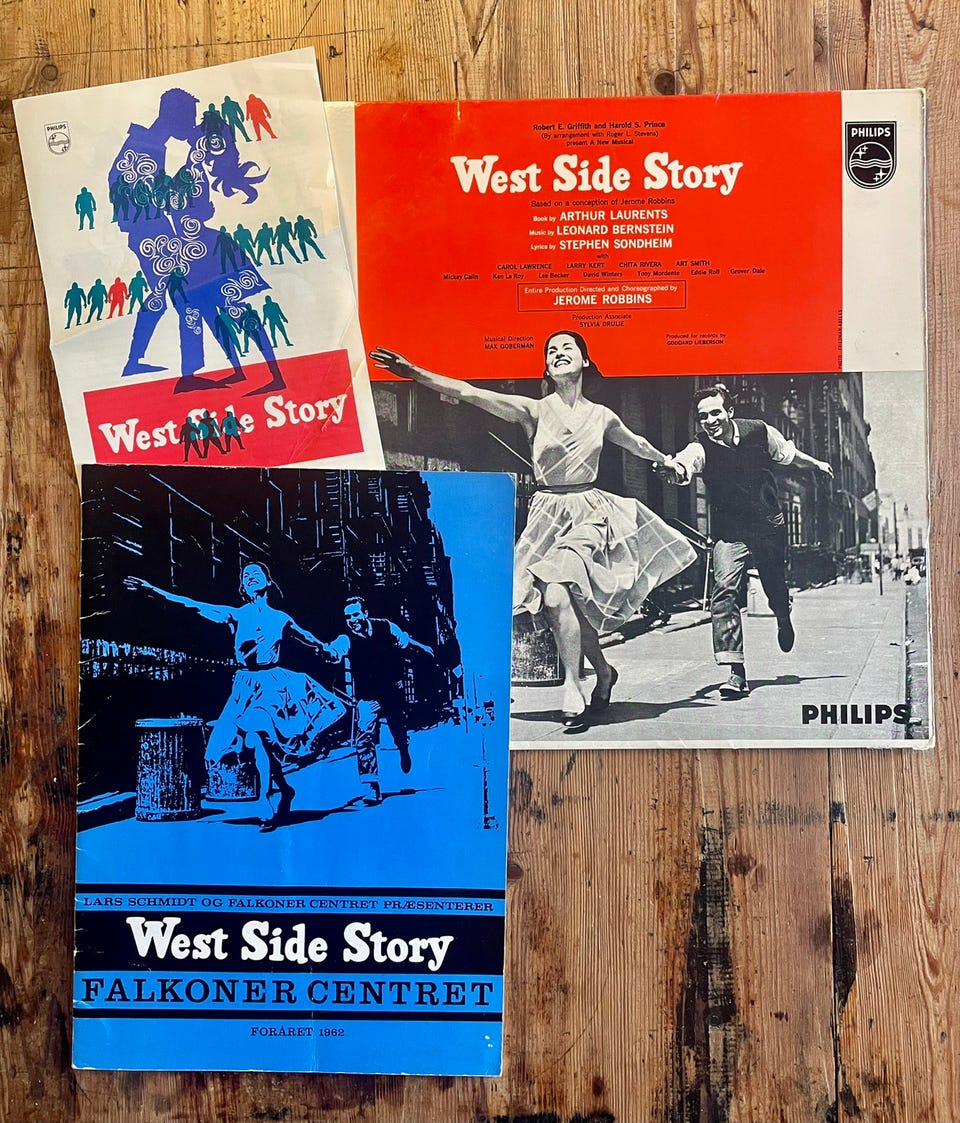 PHILIPS
West Side Story
Robert E. Griffith and Harold S. Prince
(By arrangement with Roger L. Stevens)
present A New Musical
West Side Story
Based on a conception of Jerome Robbins
Book by ARTHUR LAURENTS
Music by LEONARD BERNSTEIN
Lyrics by STEPHEN SONDHEIM
with
CAROL LAWRENCE LARRY KERT CHITA RIVERA ART SMITH
Mickey Calin Ken Le Roy Lee Becker David Winters Tony Mordente Eddie Roll Grover Dale
Entire Production Directed and Choreographed by
JEROME ROBBINS
Production Associate
SYLVIA DRULIE
Musical Direction
MAX GOBERMAN
Produced for records by
GODDARD LIEBERSON
PHILIPS
PHILIPS
LARS SCHMIDT OG FALKONER CENTRET PRÆSENTERER
West Side Story
FALKONER CENTRET
FORÅRET 1962